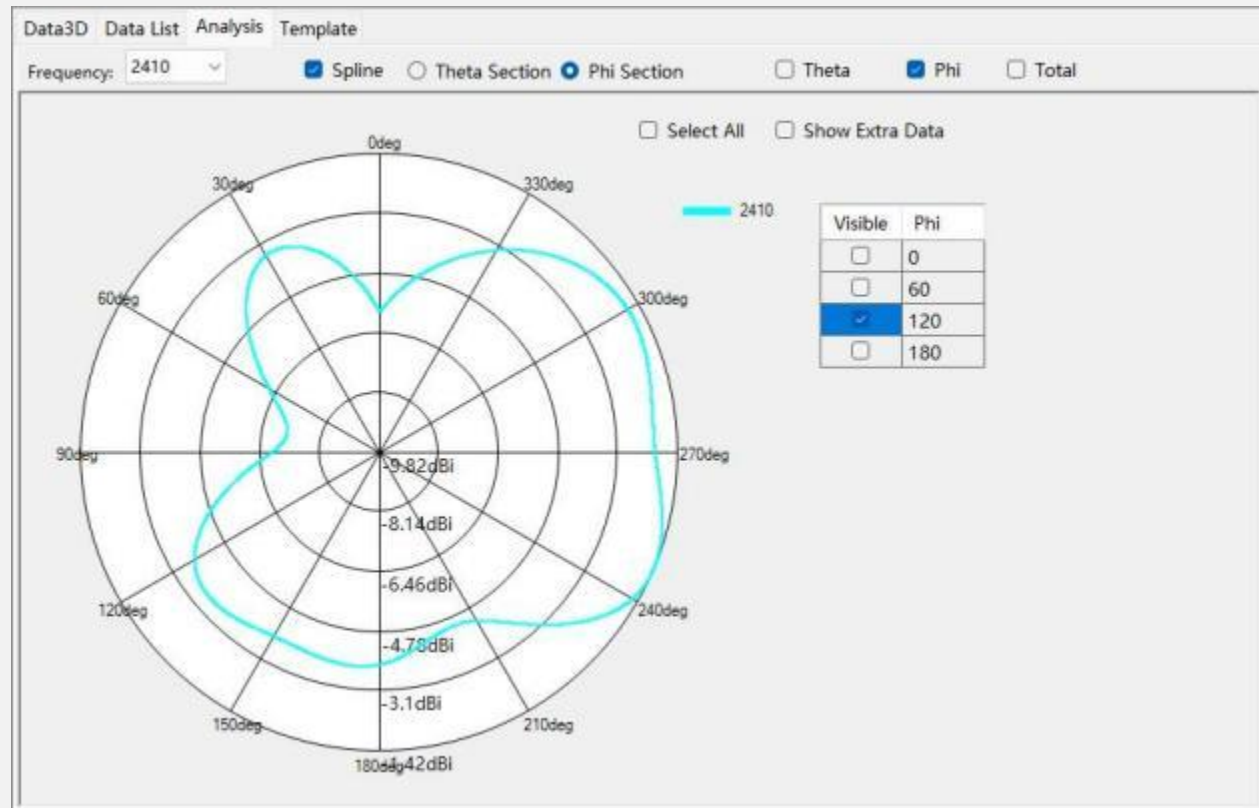 Data3D Data List Analysis Template
Frequency: 2410 Spline Theta Section Phi Section Theta Phi Total
Select All Show Extra Data
0deg
30deg 330deg
2410
Visible Phi
0
60
120
180
60deg 300deg
90deg 270deg
-9.82dBi
-8.14dBi
-6.46dBi
120deg 240deg
-4.78dBi
-3.1dBi
150deg 210deg
180deg -1.42dBi